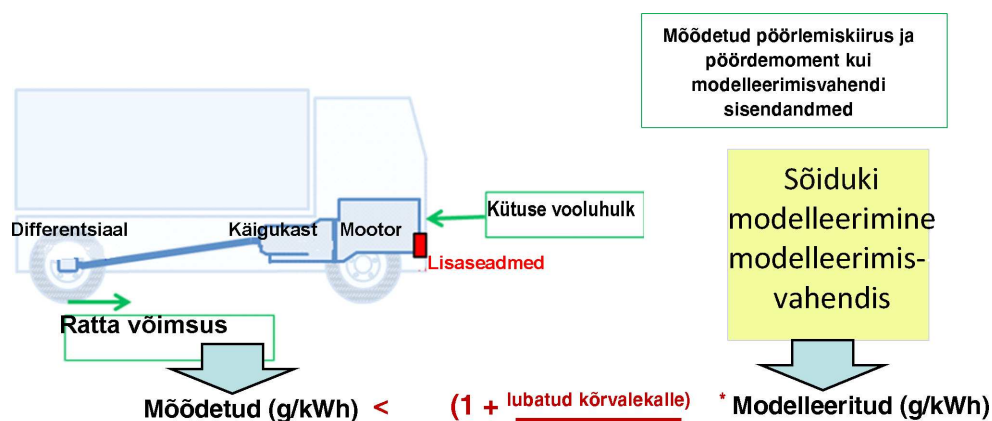 Mõõdetud pöörlemiskiirus ja
pöördemoment kui
modelleerimisvahendi
sisendandmed
Sõiduki
modelleerimine
modelleerimis-
vahendis
Kütuse vooluhulk
Differentsiaal Käigukast Mootor
Lisaseadmed
Ratta võimsus
Mõõdetud (g/kWh) < (1 + lubatud kõrvalekalle) * Modelleeritud (g/kWh)